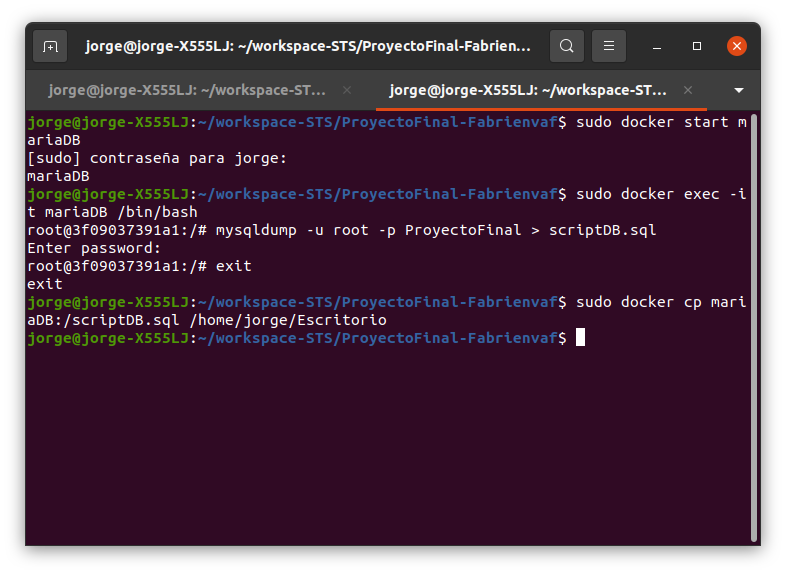 jorge@jorge-X555LJ: ~/workspace-STS/ProyectoFinal-Fabrien...
jorge@jorge-X555LJ: ~/workspace-ST...
jorge@jorge-X555LJ: ~/workspace-ST...
jorge@jorge-X555LJ:~/workspace-STS/ProyectoFinal-Fabrienvaf$ sudo docker start m
ariaDB
[sudo] contraseña para jorge:
mariaDB
jorge@jorge-X555LJ:~/workspace-STS/ProyectoFinal-Fabrienvaf$ sudo docker exec -i
t mariaDB /bin/bash
root@3f09037391a1:/# mysqldump -u root -p ProyectoFinal > scriptDB.sql
Enter password:
root@3f09037391a1:/# exit
exit
jorge@jorge-X555LJ:~/workspace-STS/ProyectoFinal-Fabrienvaf$ sudo docker cp mari
aDB:/scriptDB.sql /home/jorge/Escritorio
jorge@jorge-X555LJ:~/workspace-STS/ProyectoFinal-Fabrienvaf$